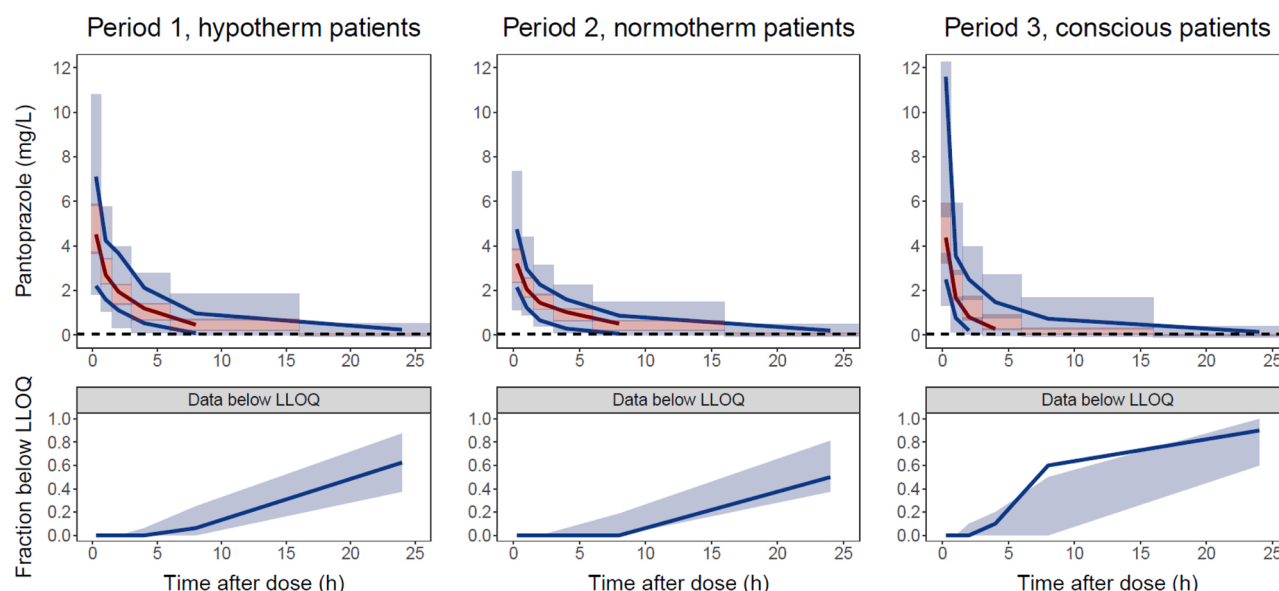 Period 1, hypotherm patients
Period 2, normotherm patients
Period 3, conscious patients
Pantoprazole (mg/L)
12
10
8
6
4
2
0
0 5 10 15 20 25
12
10
8
6
4
2
0
0 5 10 15 20 25
12
10
8
6
4
2
0
0 5 10 15 20 25
Fraction below LLOQ
Data below LLOQ
1.0
0.8
0.6
0.4
0.2
0.0
0 5 10 15 20 25
Time after dose (h)
Data below LLOQ
1.0
0.8
0.6
0.4
0.2
0.0
0 5 10 15 20 25
Time after dose (h)
Data below LLOQ
1.0
0.8
0.6
0.4
0.2
0.0
0 5 10 15 20 25
Time after dose (h)